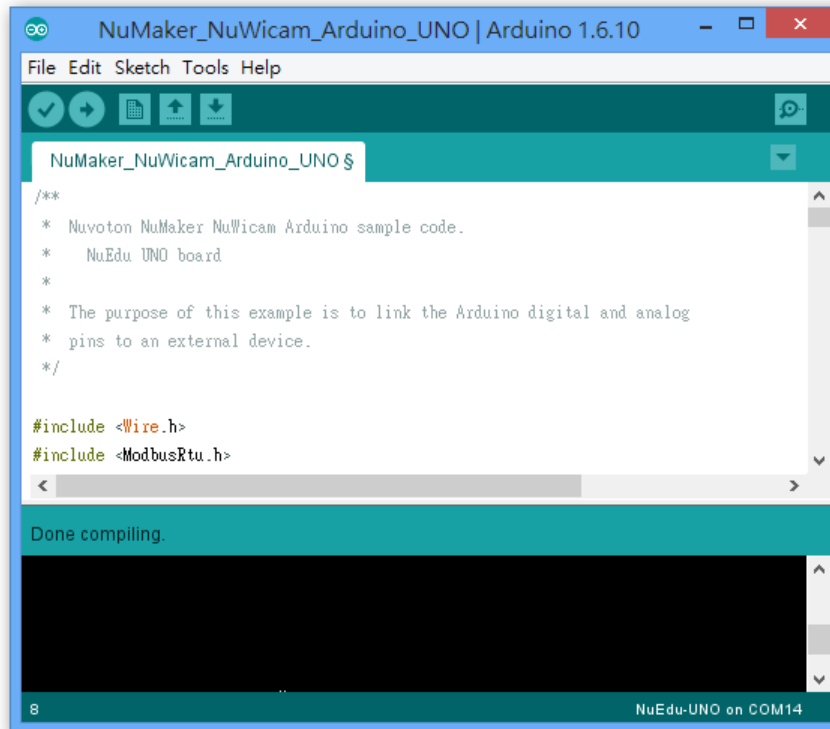 NuMaker_NuWicam_Arduino_UNO | Arduino 1.6.10
File Edit Sketch Tools Help
NuMaker_NuWicam_Arduino_UNO §
/**
 *  Nuvoton NuMaker NuWicam Arduino sample code.
 *    NuEdu UNO board
 *
 *  The purpose of this example is to link the Arduino digital and analog
 *  pins to an external device.
 */
#include <Wire.h>
#include <ModbusRtu.h>
Done compiling.
8
NuEdu-UNO on COM14